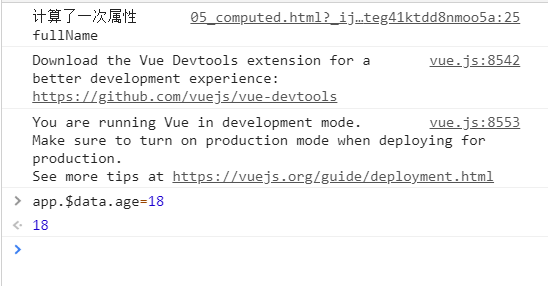 计算了一次属性 05_computed.html?_ij…teg41ktdd8nmoo5a:25
fullName
Download the Vue Devtools extension for a vue.js:8542
better development experience:
https://github.com/vuejs/vue-devtools
You are running Vue in development mode. vue.js:8553
Make sure to turn on production mode when deploying for
production.
See more tips at https://vuejs.org/guide/deployment.html
> app.$data.age=18
<· 18
>